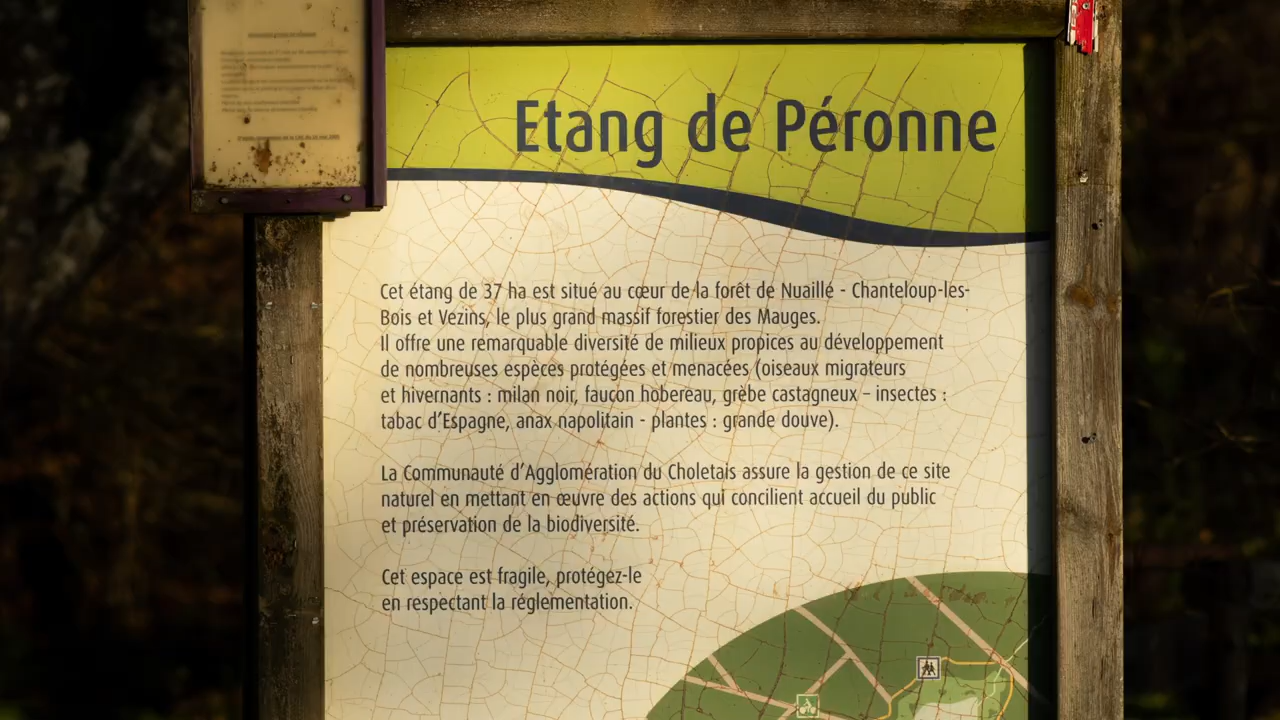 Etang de Péronne
Cet étang de 37 ha est situé au cœur de la forêt de Nuaillé - Chanteloup-les-
Bois et Vezins, le plus grand massif forestier des Mauges.
Il offre une remarquable diversité de milieux propices au développement
de nombreuses espèces protégées et menacées (oiseaux migrateurs
et hivernants : milan noir, faucon hobereau, grèbe castagneux – insectes :
tabac d'Espagne, anax napolitain - plantes : grande douve).
La Communauté d'Agglomération du Choletais assure la gestion de ce site
naturel en mettant en œuvre des actions qui concilient accueil du public
et préservation de la biodiversité.
Cet espace est fragile, protégez-le
en respectant la réglementation.